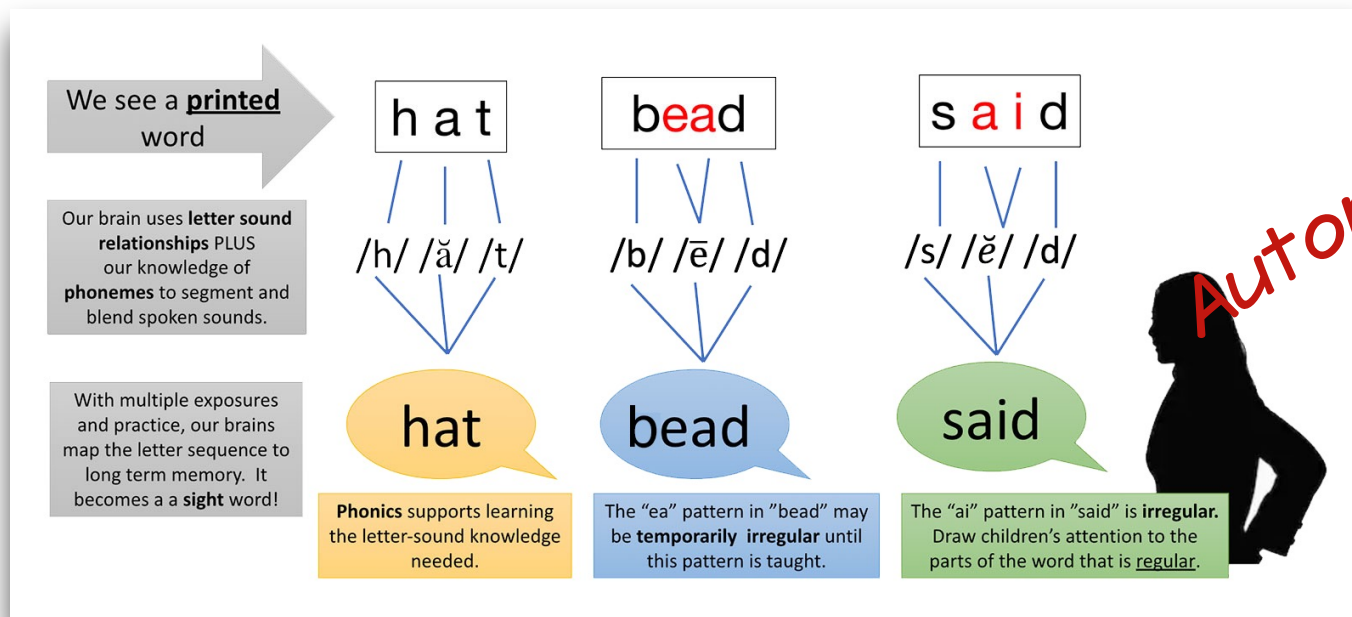 We see a printed
word
h a t
bead
s a i d
Our brain uses letter sound
relationships PLUS
our knowledge of
phonemes to segment and
blend spoken sounds.
/h/ /ă/ /t/
/b/ /ē/ /d/
/s/ /ĕ/ /d/
With multiple exposures
and practice, our brains
map the letter sequence to
long term memory. It
becomes a a sight word!
hat
bead
said
Phonics supports learning
the letter-sound knowledge
needed.
The “ea” pattern in ”bead” may
be temporarily irregular until
this pattern is taught.
The “ai” pattern in ”said” is irregular.
Draw children’s attention to the
parts of the word that is regular.